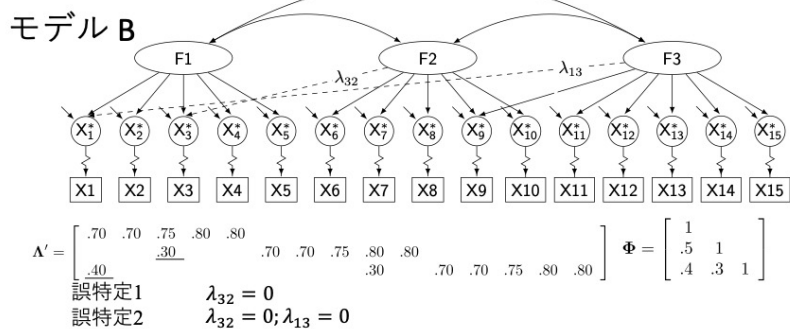 モデル B
F1 F2 F3
λ32 λ13
X*1 X*2 X*3 X*4 X*5 X*6 X*7 X*8 X*9 X*10 X*11 X*12 X*13 X*14 X*15
X1 X2 X3 X4 X5 X6 X7 X8 X9 X10 X11 X12 X13 X14 X15
.70 .70 .75 .80 .80
Λ′ = .30 .70 .70 .75 .80 .80
.40 .30 .70 .70 .75 .80 .80
1
Φ = .5 1
.4 .3 1
誤特定1 λ32 = 0
誤特定2 λ32 = 0; λ13 = 0